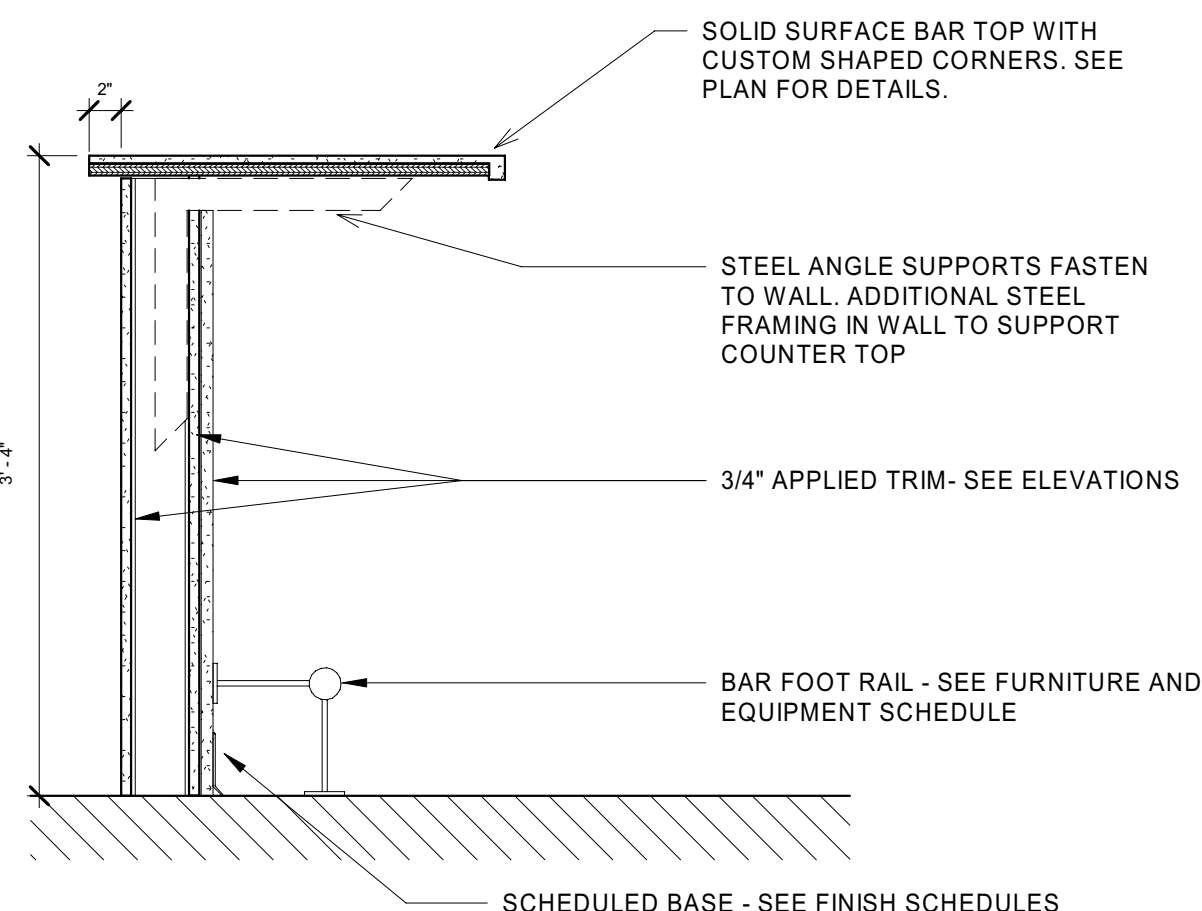 SOLID SURFACE BAR TOP WITH
CUSTOM SHAPED CORNERS. SEE
PLAN FOR DETAILS.
2"
STEEL ANGLE SUPPORTS FASTEN
TO WALL. ADDITIONAL STEEL
FRAMING IN WALL TO SUPPORT
COUNTER TOP
3' - 4"
3/4" APPLIED TRIM- SEE ELEVATIONS
BAR FOOT RAIL - SEE FURNITURE AND
EQUIPMENT SCHEDULE
SCHEDULED BASE - SEE FINISH SCHEDULES